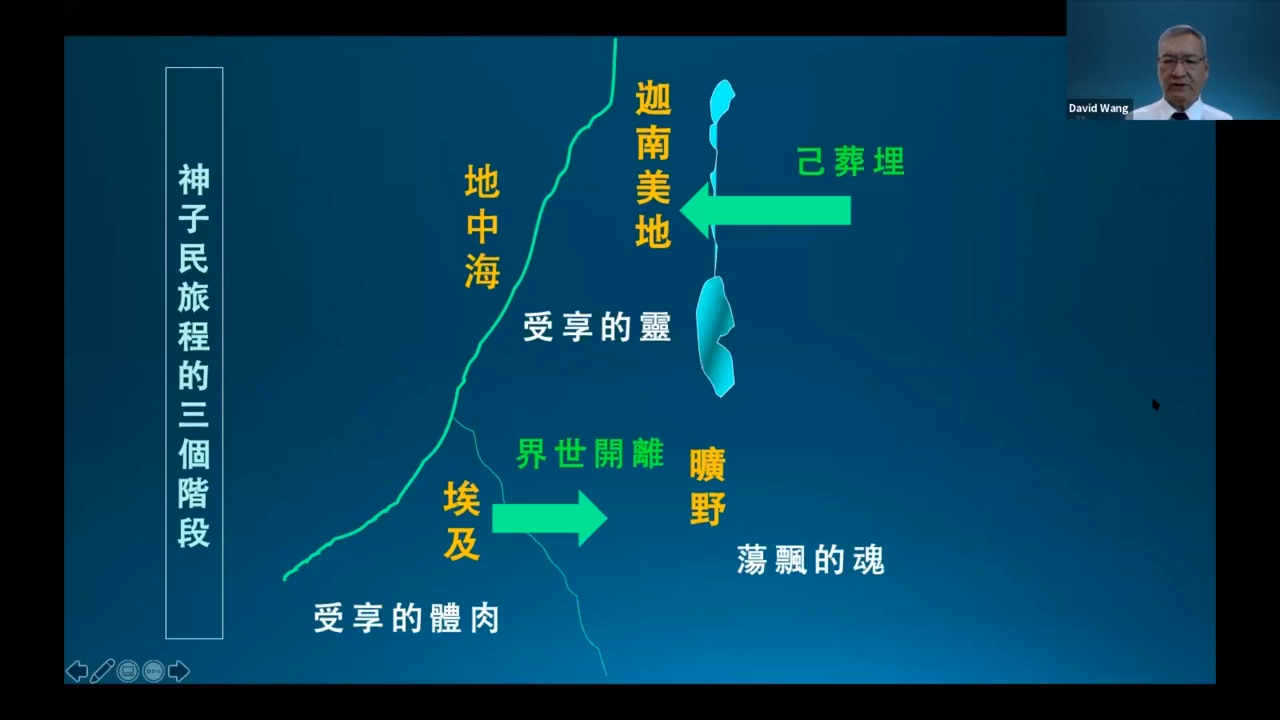 神子民旅程的三個階段
David Wang
迦南美地
埋葬己
地中海
靈的享受
離開世界
曠野
埃及
魂的飄蕩
肉體的享受